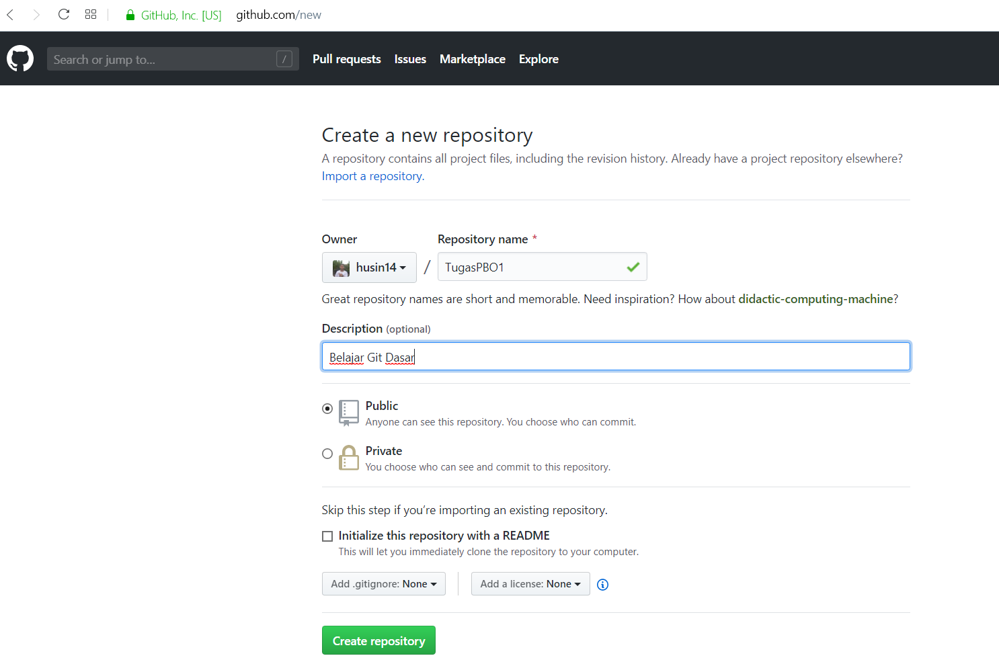 GitHub, Inc. [US] github.com/new
Search or jump to... /
Pull requests Issues Marketplace Explore
Create a new repository
A repository contains all project files, including the revision history. Already have a project repository elsewhere?
Import a repository.
Owner Repository name *
husin14 / TugasPBO1
Great repository names are short and memorable. Need inspiration? How about didactic-computing-machine?
Description (optional)
Belajar Git Dasar
Public
Anyone can see this repository. You choose who can commit.
Private
You choose who can see and commit to this repository.
Skip this step if you’re importing an existing repository.
Initialize this repository with a README
This will let you immediately clone the repository to your computer.
Add .gitignore: None Add a license: None
Create repository